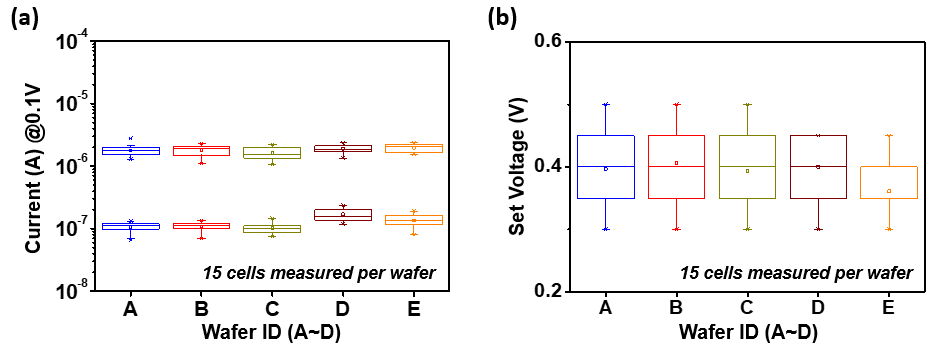 (a)
10⁻⁴
10⁻⁵
10⁻⁶
10⁻⁷
10⁻⁸
Current (A) @0.1V
15 cells measured per wafer
A B C D E
Wafer ID (A~D)
(b)
0.6
0.4
0.2
Set Voltage (V)
15 cells measured per wafer
A B C D E
Wafer ID (A~D)